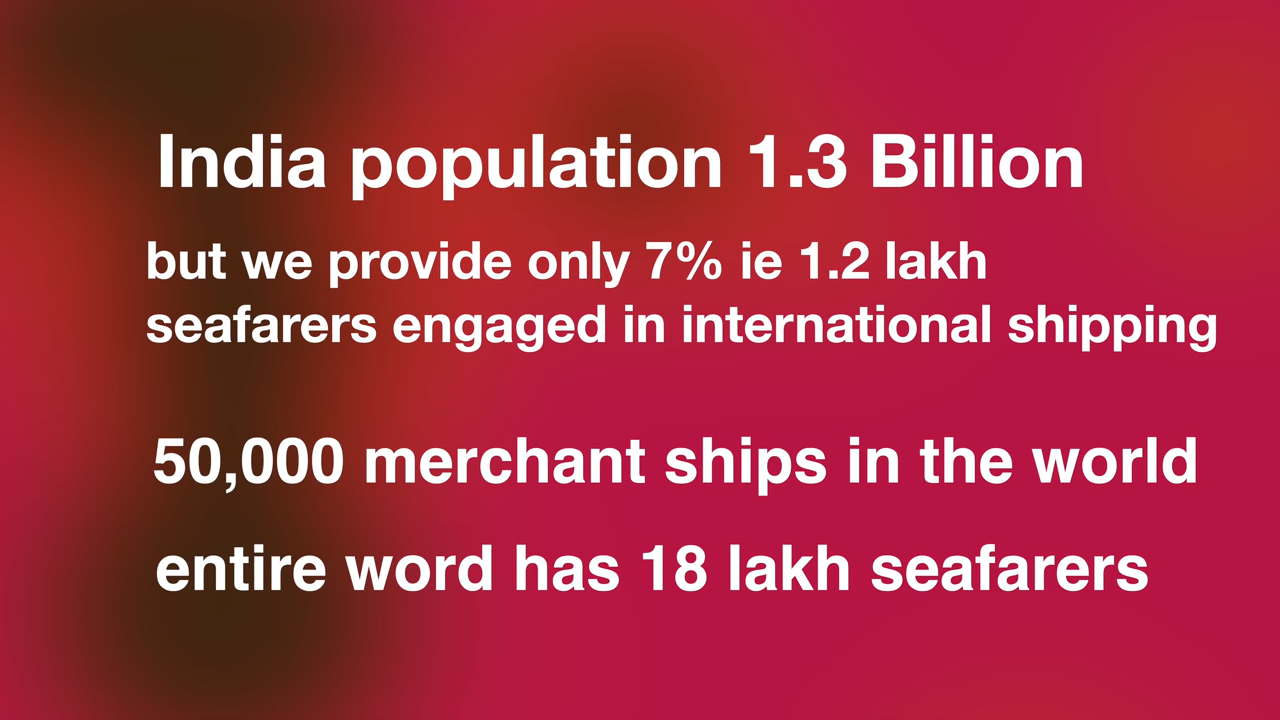 India population 1.3 Billion
but we provide only 7% ie 1.2 lakh
seafarers engaged in international shipping
50,000 merchant ships in the world
entire word has 18 lakh seafarers